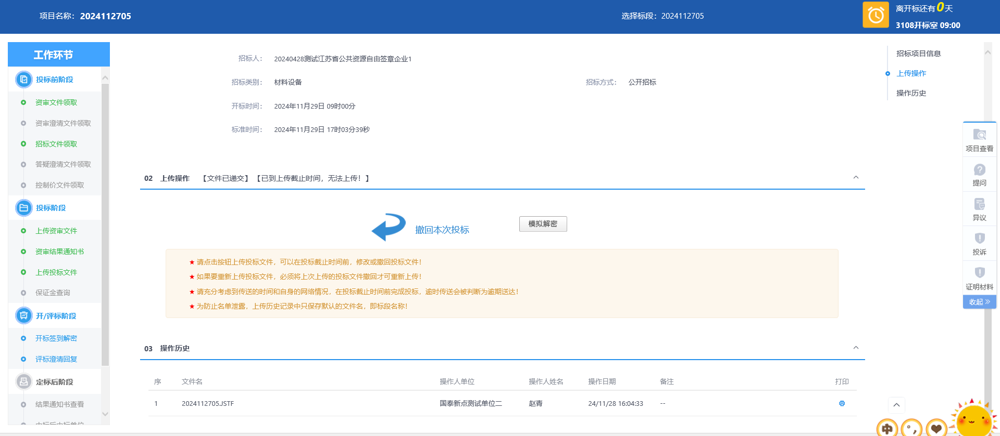 项目名称： 2024112705
选择标段：2024112705
离开标还有0天
3108开标室 09:00
工作环节
投标前阶段
资审文件领取
资审澄清文件领取
招标文件领取
答疑澄清文件领取
控制价文件领取
投标阶段
上传资审文件
资审结果通知书
上传投标文件
保证金查询
开/评标阶段
开标签到解密
评标澄清回复
定标后阶段
结果通知书查看
招标人： 20240428测试江苏省公共资源自由签章企业1
招标类别： 材料设备 招标方式： 公开招标
开标时间： 2024年11月29日 09时00分
标准时间： 2024年11月29日 17时03分39秒
02 上传操作 【文件已递交】 【已到上传截止时间，无法上传！】
撤回本次投标 模拟解密
★ 请点击按钮上传投标文件，可以在投标截止时间前，修改或撤回投标文件！
★ 如果要重新上传投标文件，必须将上次上传的投标文件撤回才可重新上传！
★ 请充分考虑到传送的时间和自身的网络情况，在投标截止时间前完成投标，逾时传送会被判断为逾期送达！
★ 为防止名单泄露，上传历史记录中只保存默认的文件名，即标段名称！
03 操作历史
序 文件名 操作人单位 操作人姓名 操作日期 备注 打印
1 2024112705.JSTF 国泰新点测试单位二 赵青 24/11/28 16:04:33 --
招标项目信息
上传操作
操作历史
项目查看
提问
异议
投诉
证明材料
收起 »
中